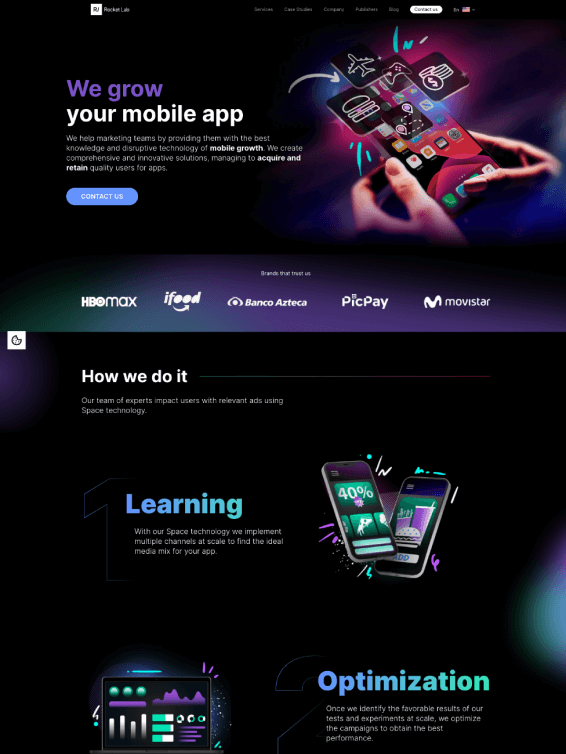 R/ Rocket Lab
Services Case Studies Company Publishers Blog Contact us En
We grow
your mobile app
We help marketing teams by providing them with the best
knowledge and disruptive technology of mobile growth. We create
comprehensive and innovative solutions, managing to acquire and
retain quality users for apps.
CONTACT US
Brands that trust us
HBOmax ifood Banco Azteca PicPay movistar
How we do it
Our team of experts impact users with relevant ads using
Space technology.
1
Learning
With our Space technology we implement
multiple channels at scale to find the ideal
media mix for your app.
40%
ADD
2
Optimization
Once we identify the favorable results of our
tests and experiments at scale, we optimize
the campaigns to obtain the best
performance.